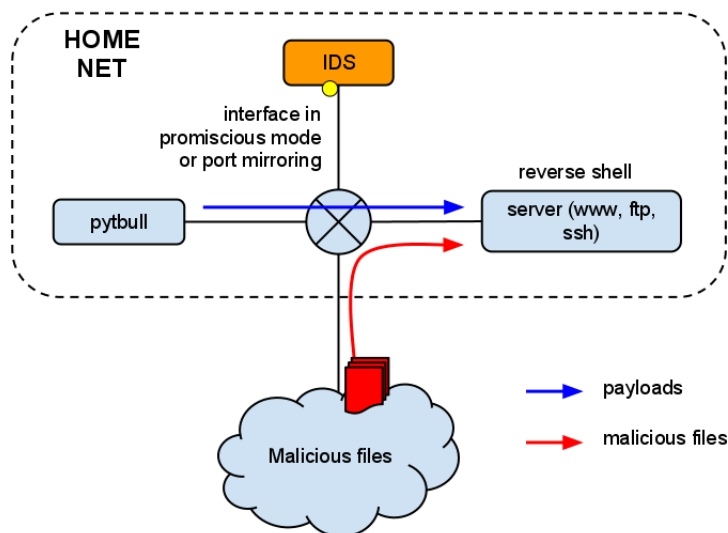 HOME
NET
IDS
interface in
promiscious mode
or port mirroring
reverse shell
pytbull
server (www, ftp,
ssh)
payloads
malicious files
Malicious files